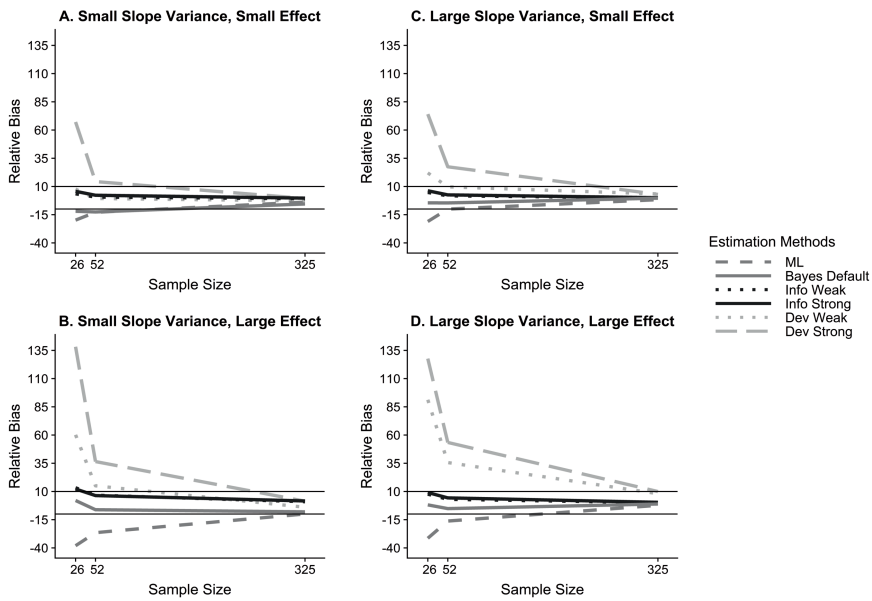 A. Small Slope Variance, Small Effect
135
110
85
60
35
10
-15
-40
Relative Bias
26 52 325
Sample Size
C. Large Slope Variance, Small Effect
135
110
85
60
35
10
-15
-40
Relative Bias
26 52 325
Sample Size
B. Small Slope Variance, Large Effect
135
110
85
60
35
10
-15
-40
Relative Bias
26 52 325
Sample Size
D. Large Slope Variance, Large Effect
135
110
85
60
35
10
-15
-40
Relative Bias
26 52 325
Sample Size
Estimation Methods
ML
Bayes Default
Info Weak
Info Strong
Dev Weak
Dev Strong